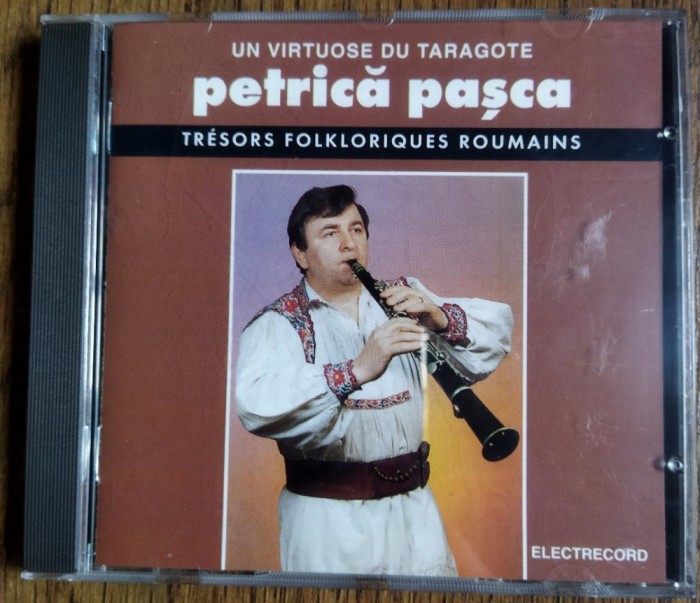 UN VIRTUOSE DU TARAGOTE
petrică pașca
TRÉSORS FOLKLORIQUES ROUMAINS
ELECTRECORD